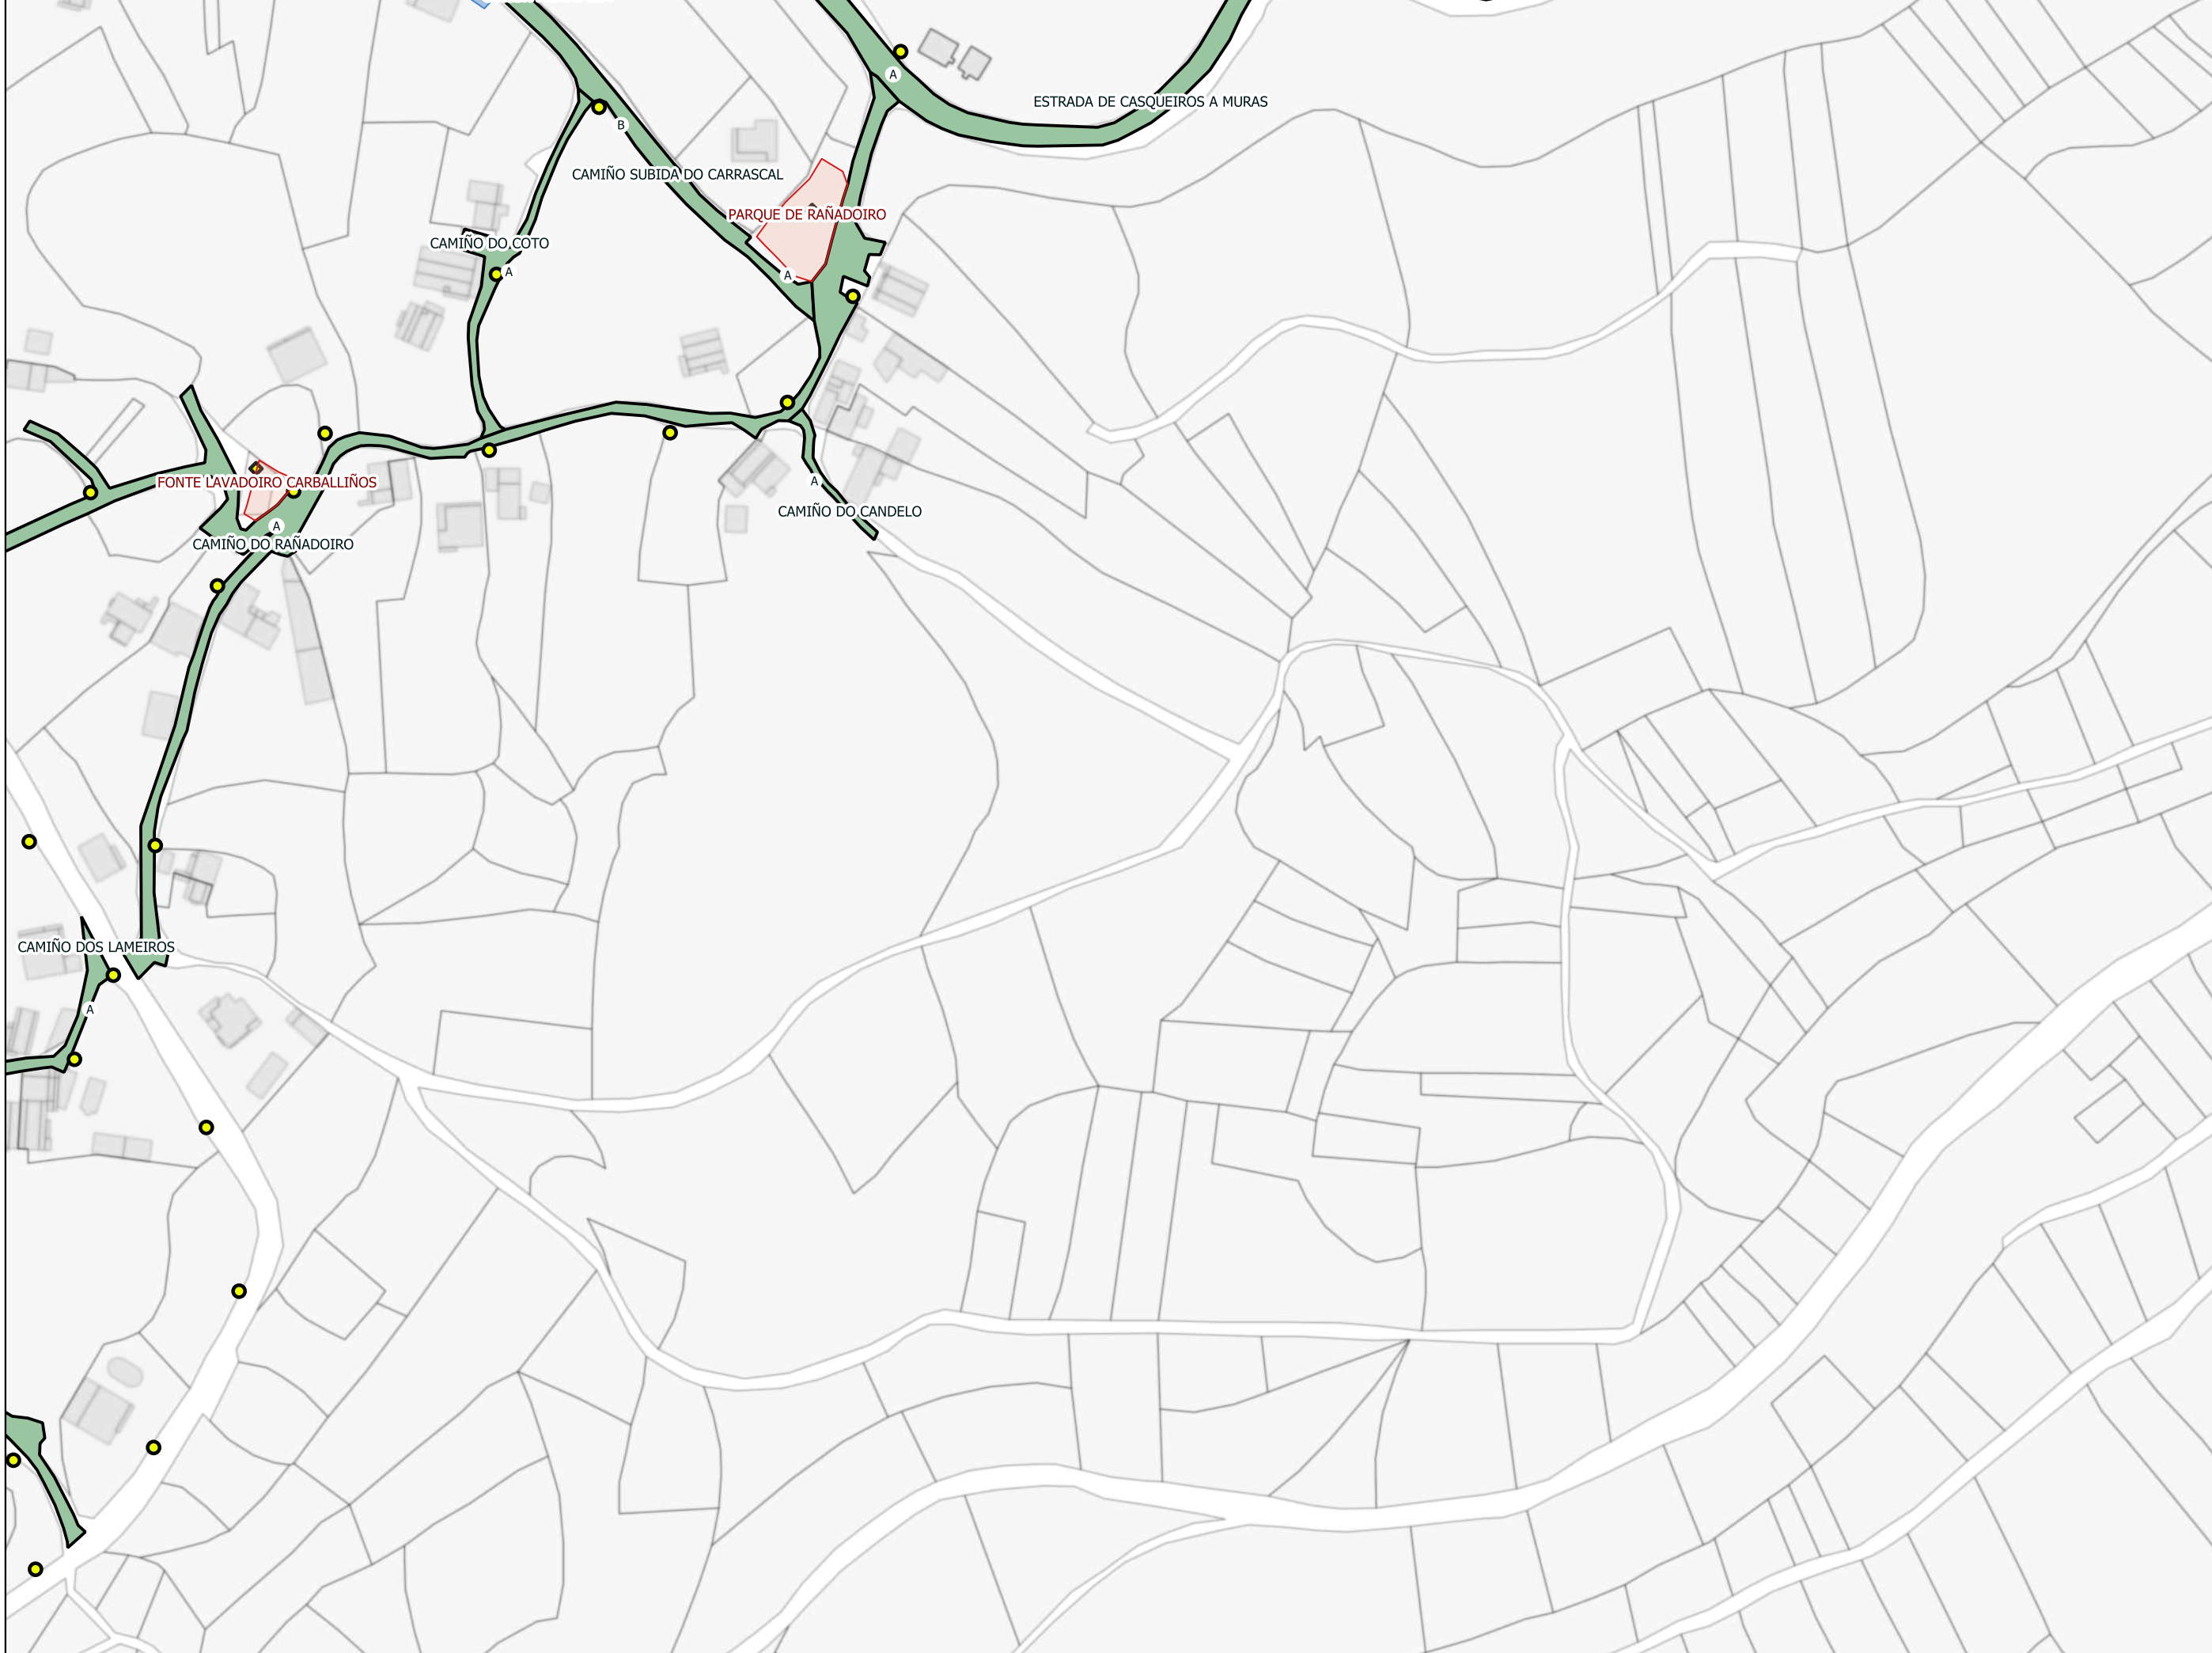 A
ESTRADA DE CASQUEIROS A MURAS
B
CAMIÑO SUBIDA DO CARRASCAL
PARQUE DE RAÑADOIRO
CAMIÑO DO COTO
A
A
FONTE LAVADOIRO CARBALLIÑOS
A
CAMIÑO DO CANDELO
A
CAMIÑO DO RAÑADOIRO
CAMIÑO DOS LAMEIROS
A